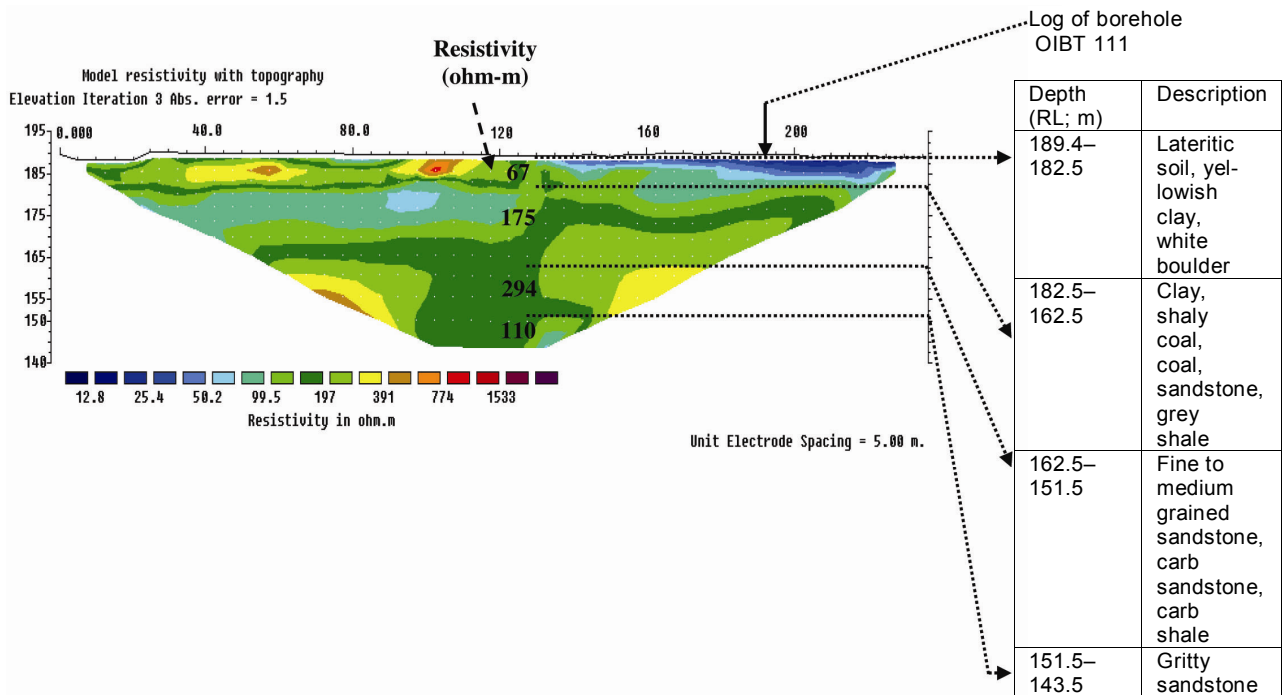 Log of borehole
OIBT 111
Resistivity
(ohm-m)
Model resistivity with topography
Elevation Iteration 3 Abs. error = 1.5
195 0.000 40.0 80.0 120 160 200
185
175
165
155
150
140
67
175
294
110
12.8 25.4 50.2 99.5 197 391 774 1533
Resistivity in ohm.m
Unit Electrode Spacing = 5.00 m.
Depth
(RL; m)
Description
189.4–
182.5
Lateritic
soil, yel-
lowish
clay,
white
boulder
182.5–
162.5
Clay,
shaly
coal,
coal,
sandstone,
grey
shale
162.5–
151.5
Fine to
medium
grained
sandstone,
carb
sandstone,
carb
shale
151.5–
143.5
Gritty
sandstone